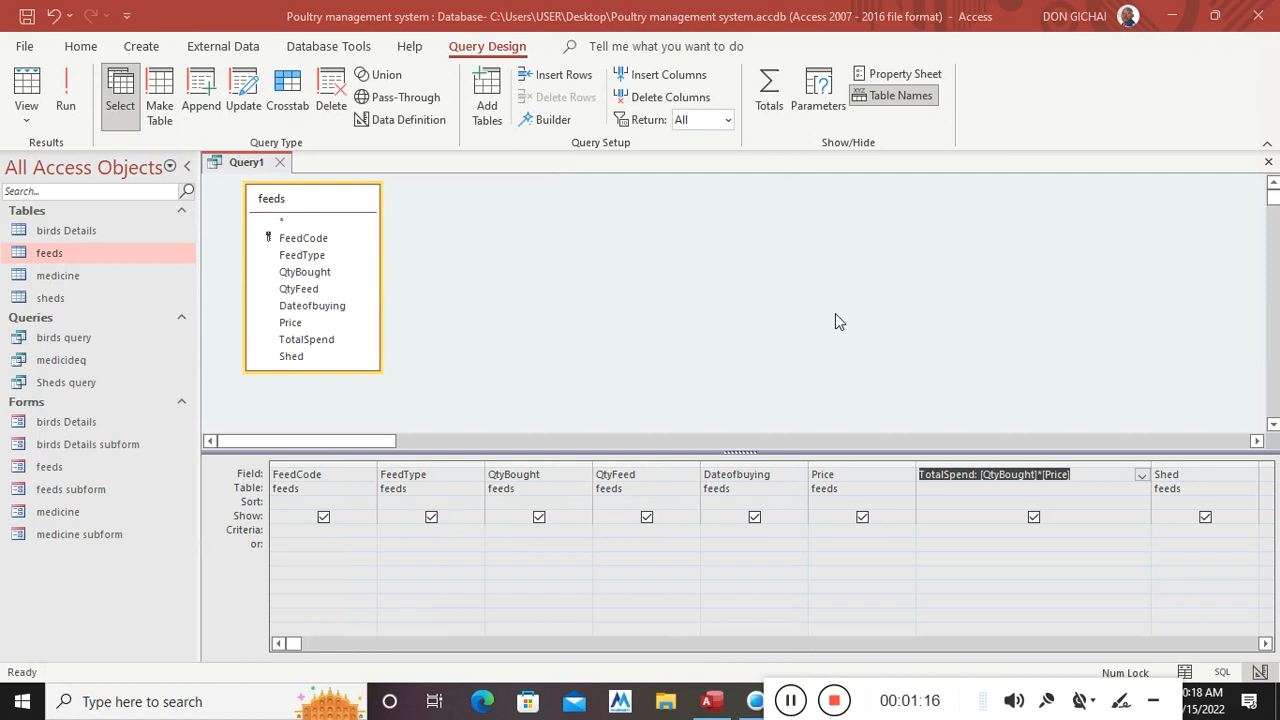 Poultry management system : Database- C:\Users\USER\Desktop\Poultry management system.accdb (Access 2007 - 2016 file format) - Access
DON GICHAI
File Home Create External Data Database Tools Help Query Design Tell me what you want to do
View
Run
Results
Select
Make Table
Append
Update
Crosstab
Delete
Union
Pass-Through
Data Definition
Query Type
Add Tables
Insert Rows
Delete Rows
Builder
Insert Columns
Delete Columns
Return: All
Query Setup
Totals
Parameters
Property Sheet
XYZ Table Names
Show/Hide
All Access Objects
Search...
Tables
birds Details
feeds
medicine
sheds
Queries
birds query
medicideq
Sheds query
Forms
birds Details
birds Details subform
feeds
feeds subform
medicine
medicine subform
Query1
feeds
*
FeedCode
FeedType
QtyBought
QtyFeed
Dateofbuying
Price
TotalSpend
Shed
Field: FeedCode FeedType QtyBought QtyFeed Dateofbuying Price TotalSpend: [QtyBought]*[Price] Shed
Table: feeds feeds feeds feeds feeds feeds feeds
Sort:
Show:
Criteria:
or:
Ready
Num Lock
SQL
Type here to search
00:01:16
0:18 AM
/15/2022